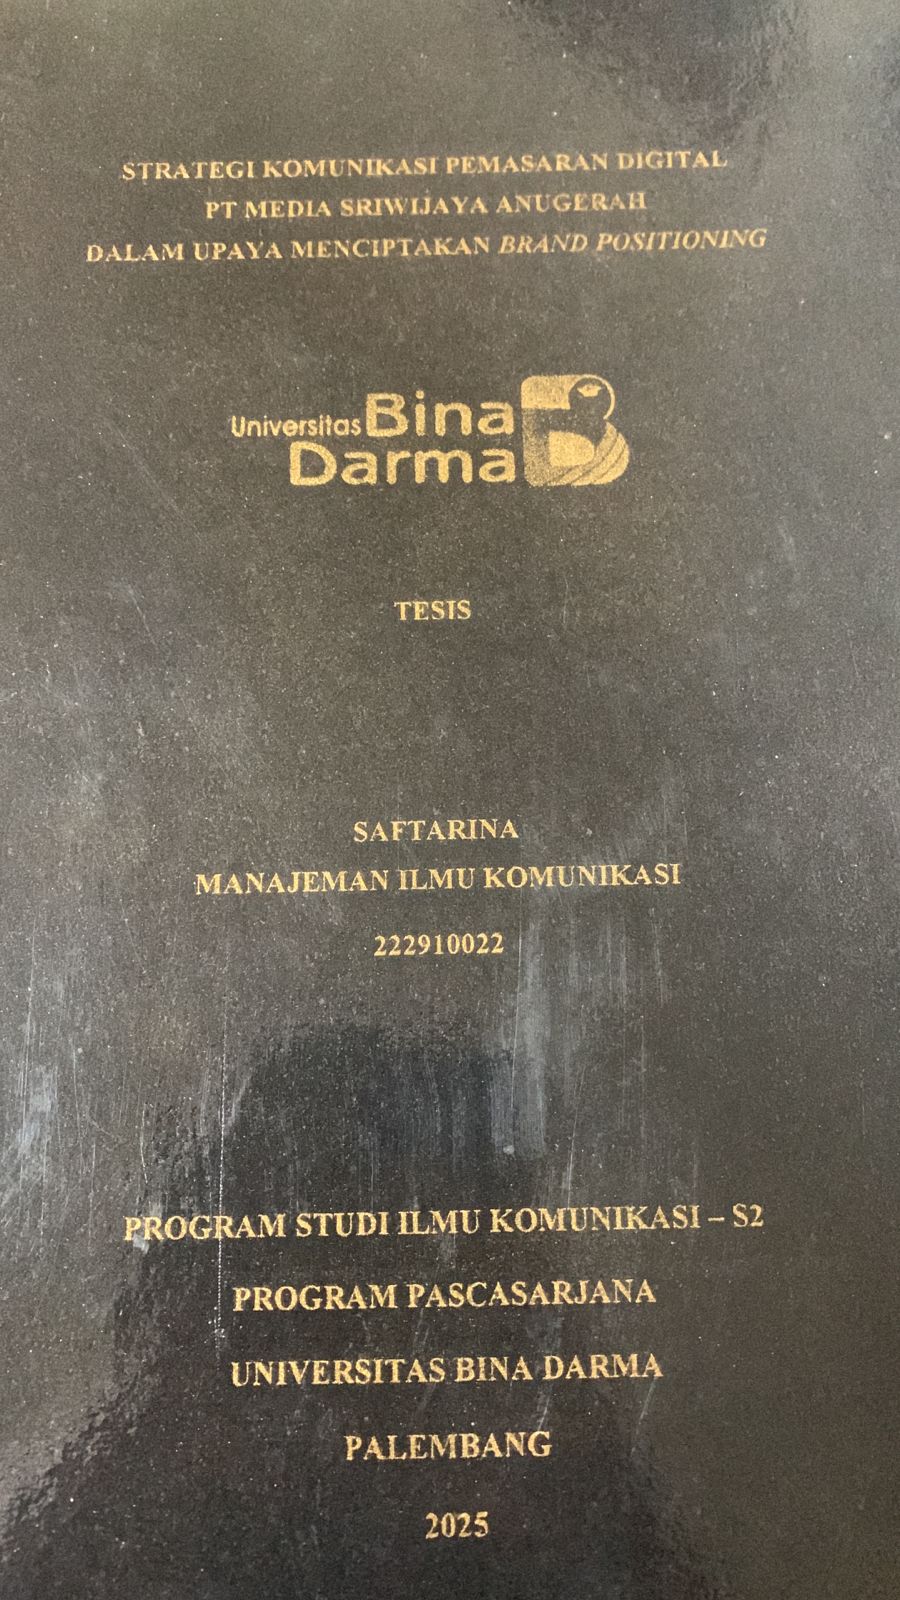 STRATEGI KOMUNIKASI PEMASARAN DIGITAL
PT MEDIA SRIWIJAYA ANUGERAH
DALAM UPAYA MENCIPTAKAN BRAND POSITIONING
Universitas Bina
Darma
TESIS
SAFTARINA
MANAJEMAN ILMU KOMUNIKASI
222910022
PROGRAM STUDI ILMU KOMUNIKASI – S2
PROGRAM PASCASARJANA
UNIVERSITAS BINA DARMA
PALEMBANG
2025